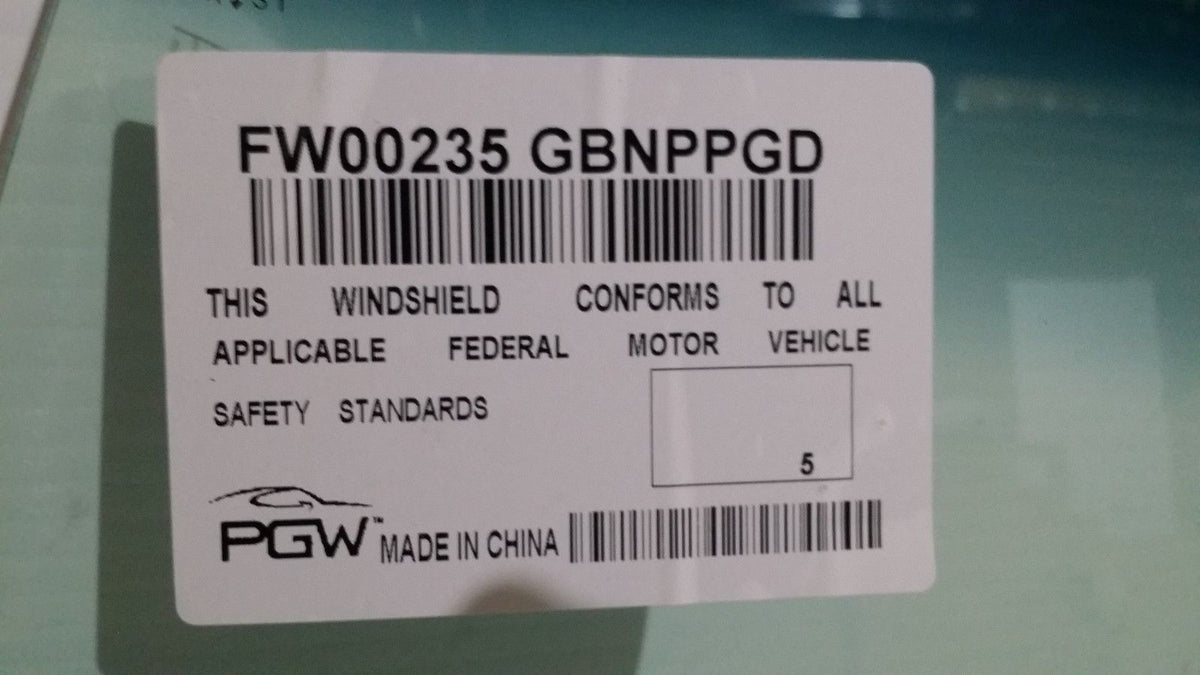 FW00235 GBNPPGD
THIS WINDSHIELD CONFORMS TO ALL
APPLICABLE FEDERAL MOTOR VEHICLE
SAFETY STANDARDS
5
PGW™ MADE IN CHINA